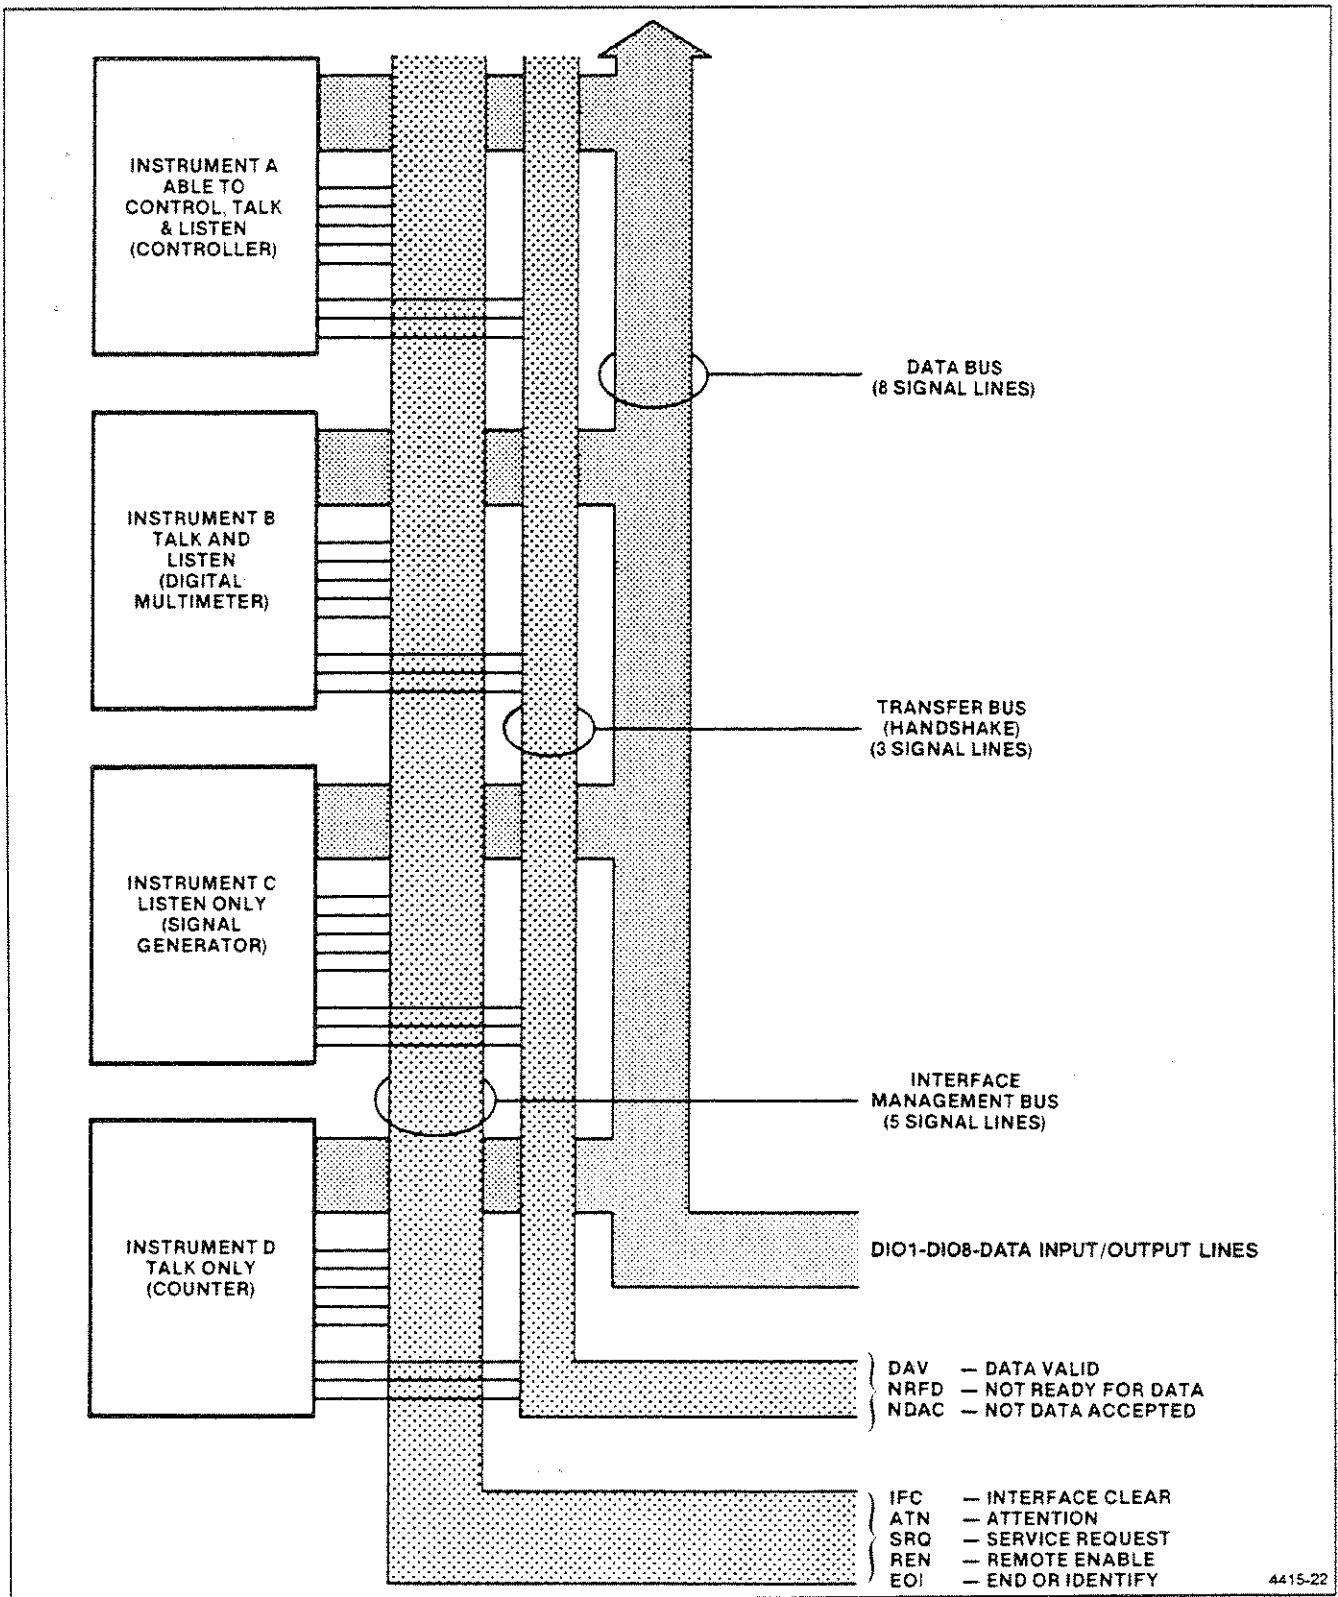 INSTRUMENT A
ABLE TO
CONTROL, TALK
& LISTEN
(CONTROLLER)
DATA BUS
(8 SIGNAL LINES)
INSTRUMENT B
TALK AND
LISTEN
(DIGITAL
MULTIMETER)
TRANSFER BUS
(HANDSHAKE)
(3 SIGNAL LINES)
INSTRUMENT C
LISTEN ONLY
(SIGNAL
GENERATOR)
INTERFACE
MANAGEMENT BUS
(5 SIGNAL LINES)
INSTRUMENT D
TALK ONLY
(COUNTER)
DIO1-DIO8-DATA INPUT/OUTPUT LINES
DAV — DATA VALID
NRFD — NOT READY FOR DATA
NDAC — NOT DATA ACCEPTED
IFC — INTERFACE CLEAR
ATN — ATTENTION
SRQ — SERVICE REQUEST
REN — REMOTE ENABLE
EOI — END OR IDENTIFY
4415-22